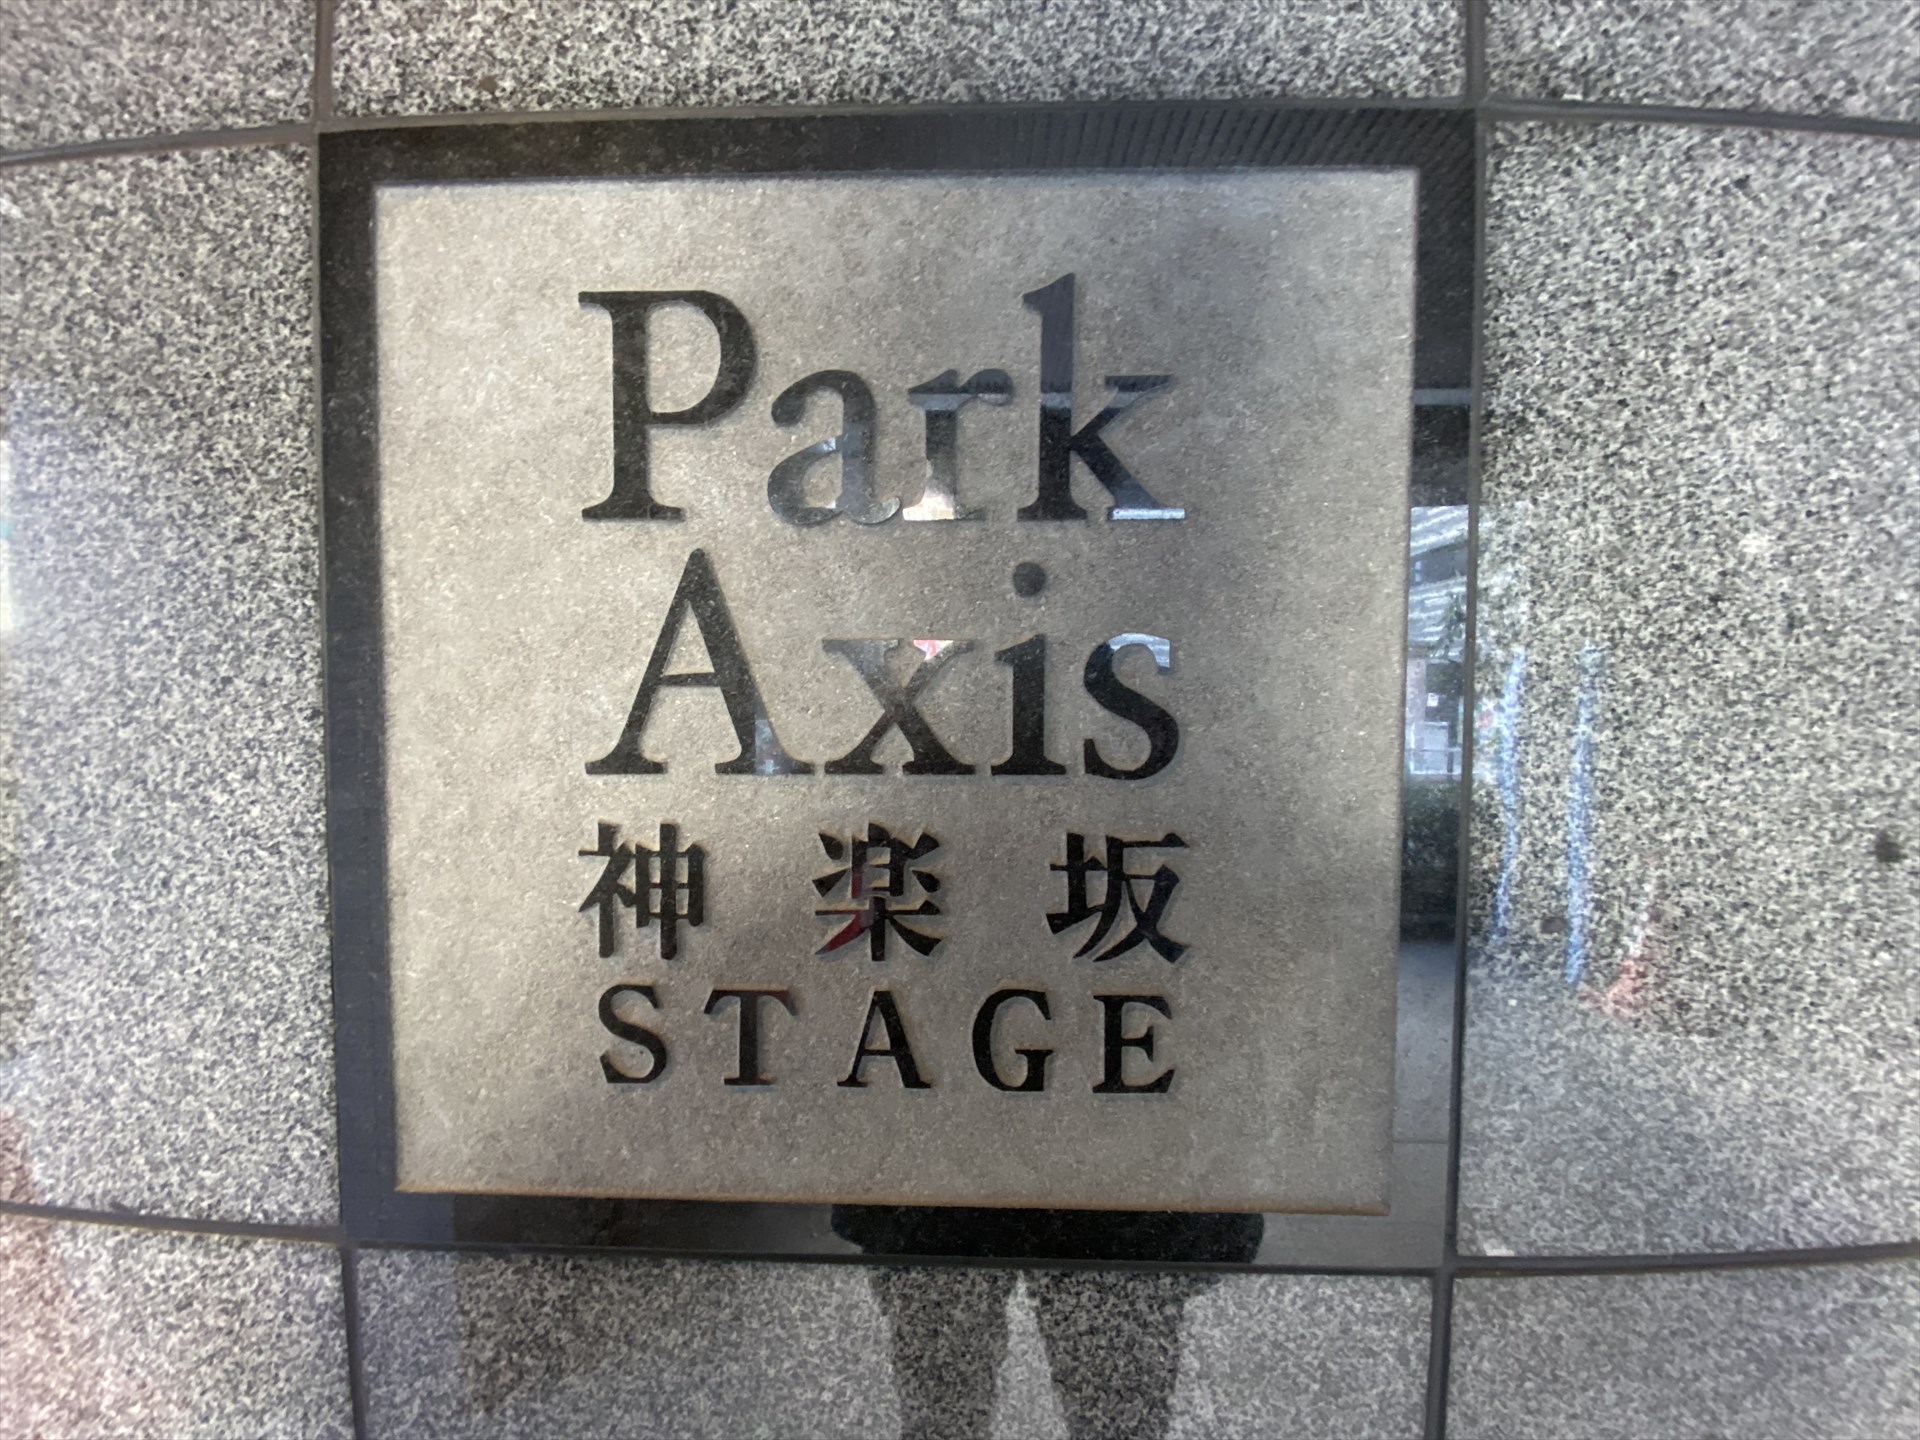 Park
Axis
神楽坂
STAGE